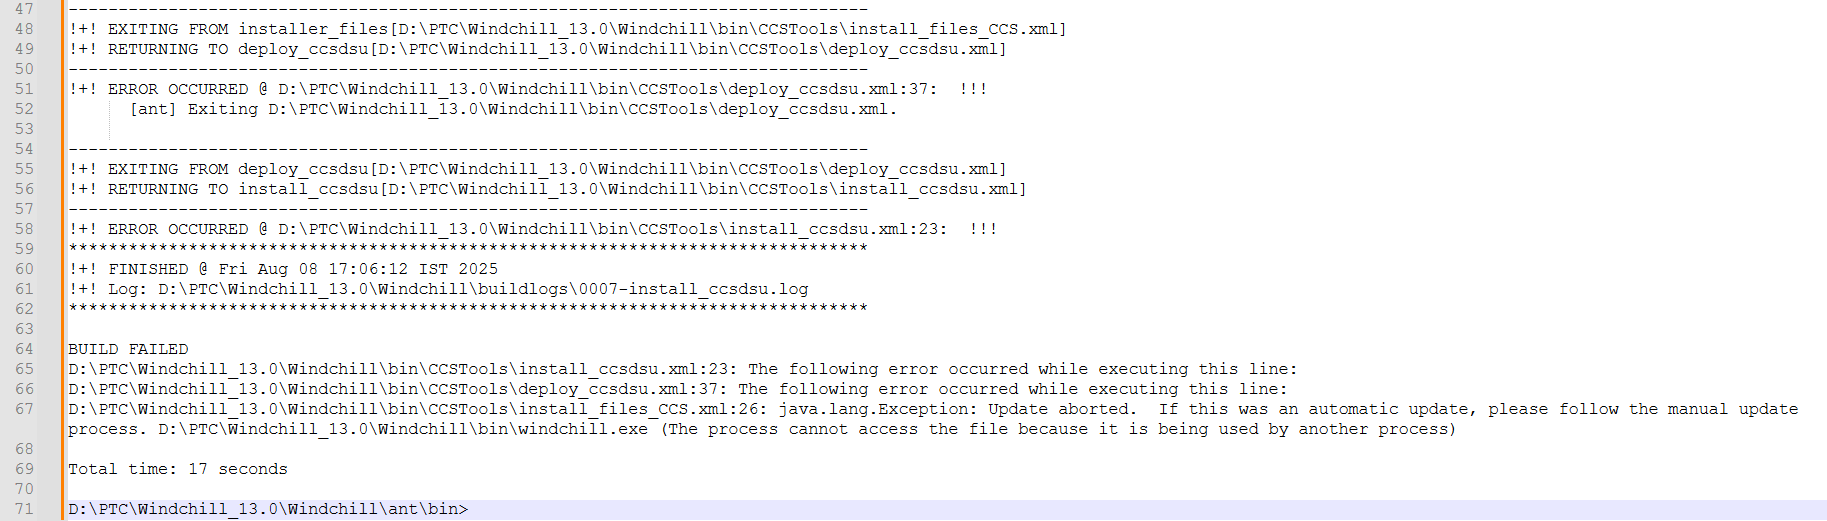 47 --------------------------------------------------------------------------------
48 !+! EXITING FROM installer_files[D:\PTC\Windchill_13.0\Windchill\bin\CCSTools\install_files_CCS.xml]
49 !+! RETURNING TO deploy_ccsdsu[D:\PTC\Windchill_13.0\Windchill\bin\CCSTools\deploy_ccsdsu.xml]
50 --------------------------------------------------------------------------------
51 !+! ERROR OCCURRED @ D:\PTC\Windchill_13.0\Windchill\bin\CCSTools\deploy_ccsdsu.xml:37:  !!!
52       [ant] Exiting D:\PTC\Windchill_13.0\Windchill\bin\CCSTools\deploy_ccsdsu.xml.
53
54 --------------------------------------------------------------------------------
55 !+! EXITING FROM deploy_ccsdsu[D:\PTC\Windchill_13.0\Windchill\bin\CCSTools\deploy_ccsdsu.xml]
56 !+! RETURNING TO install_ccsdsu[D:\PTC\Windchill_13.0\Windchill\bin\CCSTools\install_ccsdsu.xml]
57 --------------------------------------------------------------------------------
58 !+! ERROR OCCURRED @ D:\PTC\Windchill_13.0\Windchill\bin\CCSTools\install_ccsdsu.xml:23:  !!!
59 ********************************************************************************
60 !+! FINISHED @ Fri Aug 08 17:06:12 IST 2025
61 !+! Log: D:\PTC\Windchill_13.0\Windchill\buildlogs\0007-install_ccsdsu.log
62 ********************************************************************************
63
64 BUILD FAILED
65 D:\PTC\Windchill_13.0\Windchill\bin\CCSTools\install_ccsdsu.xml:23: The following error occurred while executing this line:
66 D:\PTC\Windchill_13.0\Windchill\bin\CCSTools\deploy_ccsdsu.xml:37: The following error occurred while executing this line:
67 D:\PTC\Windchill_13.0\Windchill\bin\CCSTools\install_files_CCS.xml:26: java.lang.Exception: Update aborted.  If this was an automatic update, please follow the manual update
process. D:\PTC\Windchill_13.0\Windchill\bin\windchill.exe (The process cannot access the file because it is being used by another process)
68
69 Total time: 17 seconds
70
71 D:\PTC\Windchill_13.0\Windchill\ant\bin>